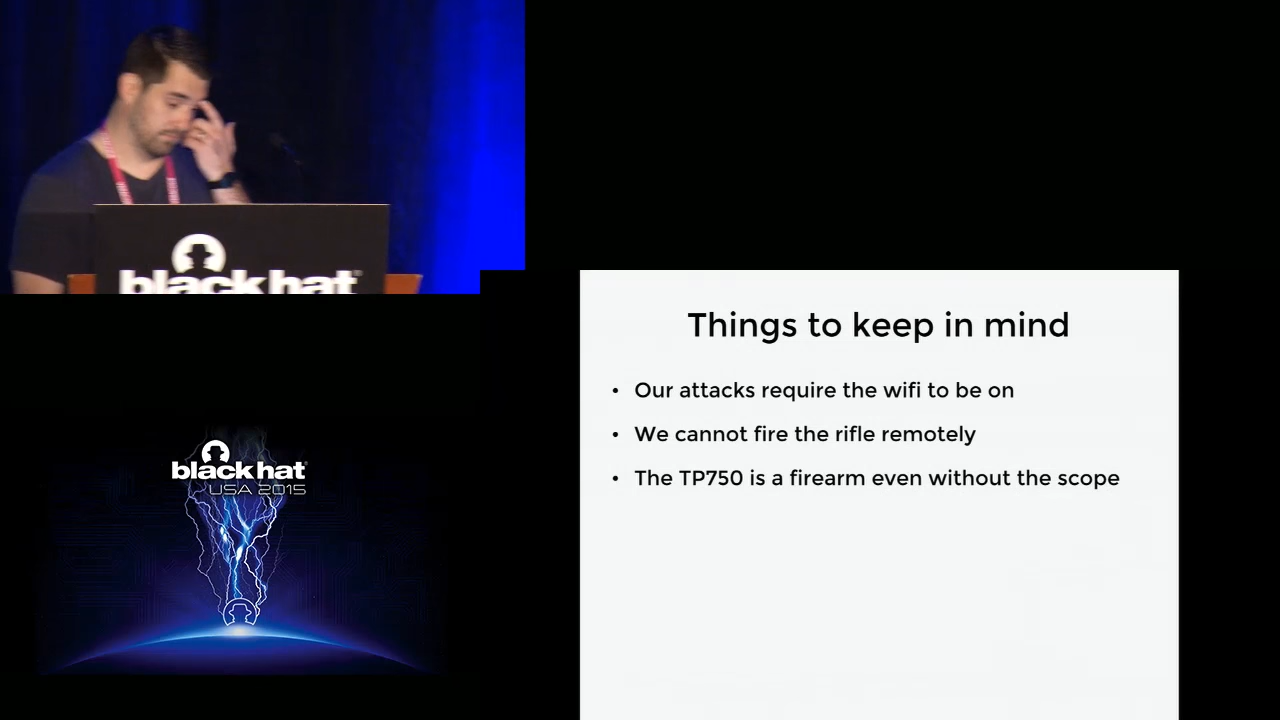 black hat
Things to keep in mind
• Our attacks require the wifi to be on
• We cannot fire the rifle remotely
• The TP750 is a firearm even without the scope
black hat
USA 2015